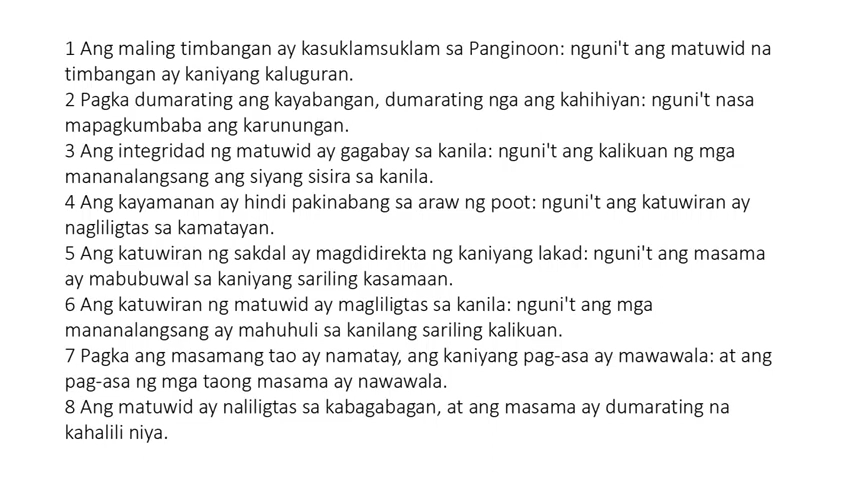 1 Ang maling timbangan ay kasuklamsuklam sa Panginoon: nguni't ang matuwid na
timbangan ay kaniyang kaluguran.
2 Pagka dumarating ang kayabangan, dumarating nga ang kahihiyan: nguni't nasa
mapagkumbaba ang karunungan.
3 Ang integridad ng matuwid ay gagabay sa kanila: nguni't ang kalikuan ng mga
mananalangsang ang siyang sisira sa kanila.
4 Ang kayamanan ay hindi pakinabang sa araw ng poot: nguni't ang katuwiran ay
nagliligtas sa kamatayan.
5 Ang katuwiran ng sakdal ay magdidirekta ng kaniyang lakad: nguni't ang masama
ay mabubuwal sa kaniyang sariling kasamaan.
6 Ang katuwiran ng matuwid ay magliligtas sa kanila: nguni't ang mga
mananalangsang ay mahuhuli sa kanilang sariling kalikuan.
7 Pagka ang masamang tao ay namatay, ang kaniyang pag-asa ay mawawala: at ang
pag-asa ng mga taong masama ay nawawala.
8 Ang matuwid ay naliligtas sa kabagabagan, at ang masama ay dumarating na
kahalili niya.